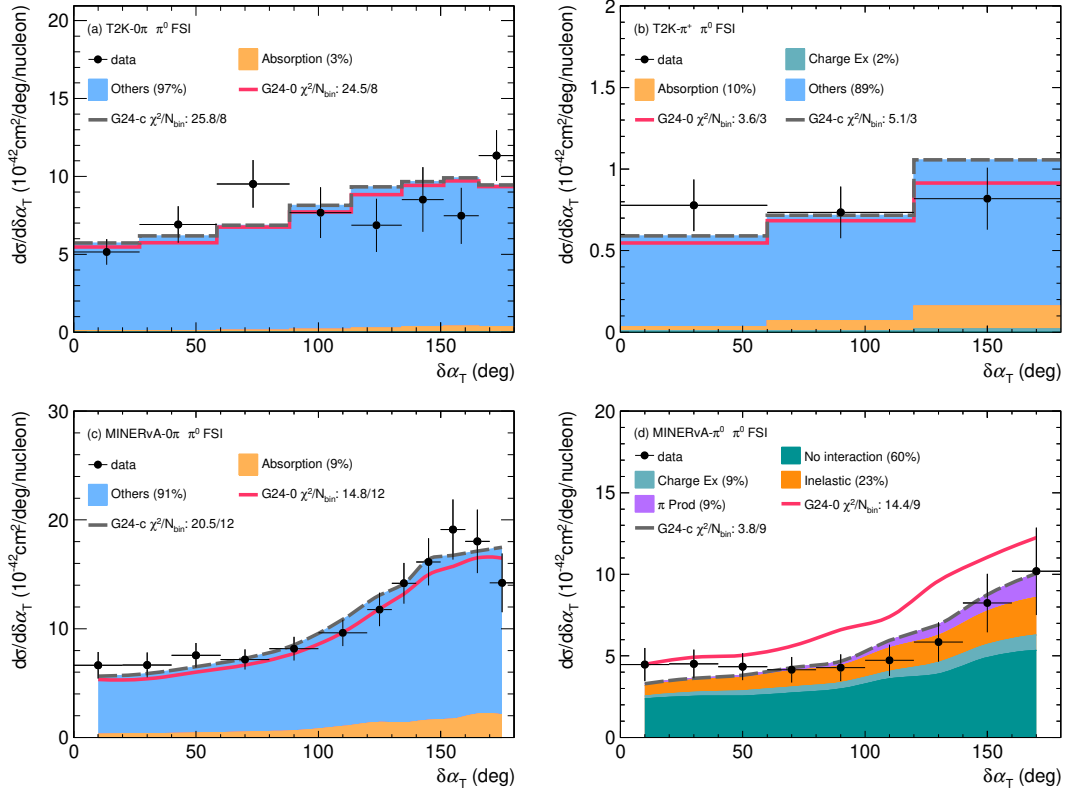 (a) T2K-0π π⁰ FSI
data
Absorption (3%)
Others (97%)
G24-0 χ²/N_bin: 24.5/8
G24-c χ²/N_bin: 25.8/8
dσ/dδα_T (10⁻⁴²cm²/deg/nucleon)
0 5 10 15 20
0 50 100 150
δα_T (deg)
(b) T2K-π⁺ π⁰ FSI
data
Charge Ex (2%)
Absorption (10%)
Others (89%)
G24-0 χ²/N_bin: 3.6/3
G24-c χ²/N_bin: 5.1/3
dσ/dδα_T (10⁻⁴²cm²/deg/nucleon)
0 0.5 1 1.5 2
0 50 100 150
δα_T (deg)
(c) MINERvA-0π π⁰ FSI
data
Absorption (9%)
Others (91%)
G24-0 χ²/N_bin: 14.8/12
G24-c χ²/N_bin: 20.5/12
dσ/dδα_T (10⁻⁴²cm²/deg/nucleon)
0 10 20 30
0 50 100 150
δα_T (deg)
(d) MINERvA-π⁰ π⁰ FSI
data
No interaction (60%)
Charge Ex (9%)
Inelastic (23%)
π Prod (9%)
G24-0 χ²/N_bin: 14.4/9
G24-c χ²/N_bin: 3.8/9
dσ/dδα_T (10⁻⁴²cm²/deg/nucleon)
0 5 10 15 20
0 50 100 150
δα_T (deg)